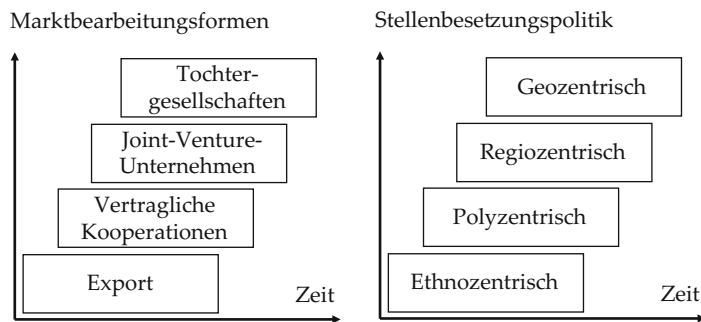 Marktbearbeitungsformen
Tochter-
gesellschaften
Joint-Venture-
Unternehmen
Vertragliche
Kooperationen
Export
Zeit
Stellenbesetzungspolitik
Geozentrisch
Regiozentrisch
Polyzentrisch
Ethnozentrisch
Zeit